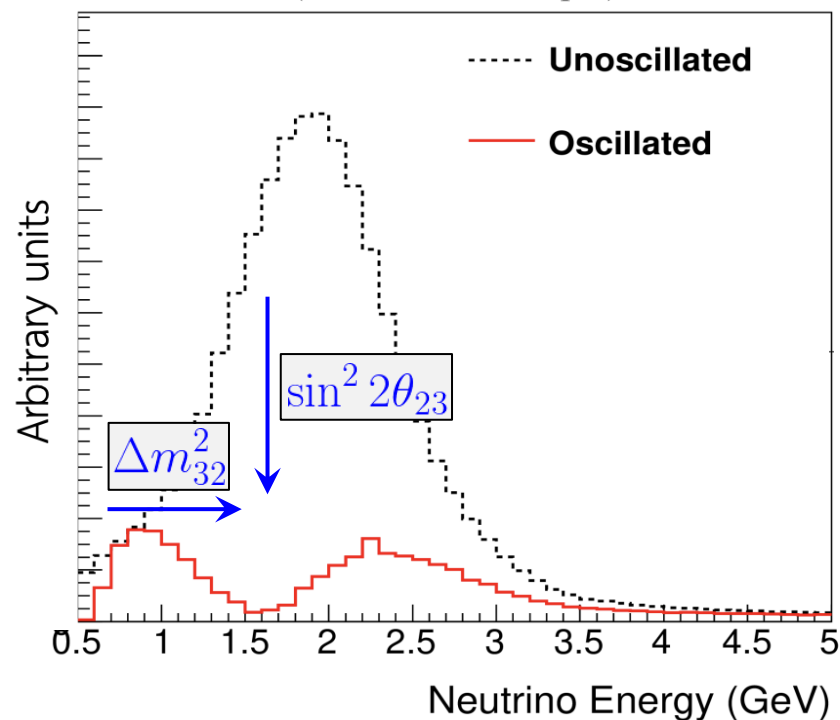 Unoscillated
Oscillated
Arbitrary units
sin² 2θ₂₃
Δm²₃₂
0.5 1 1.5 2 2.5 3 3.5 4 4.5 5
Neutrino Energy (GeV)